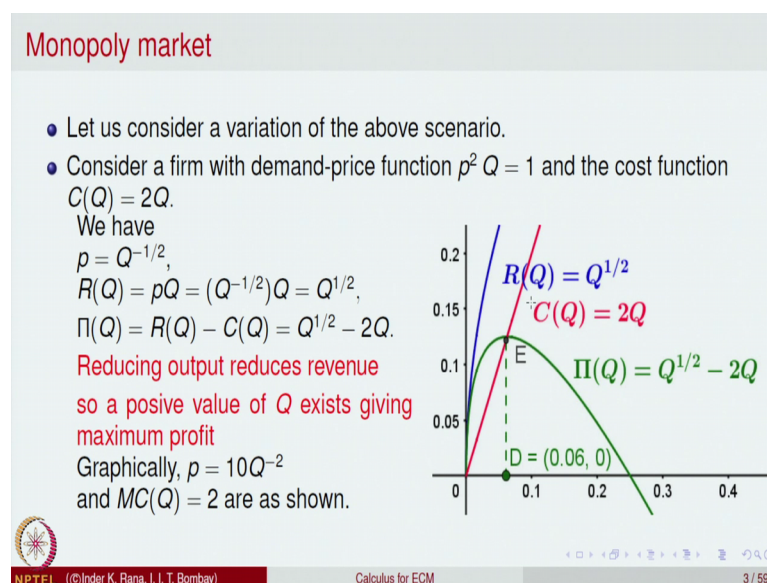 Monopoly market
Let us consider a variation of the above scenario.
Consider a firm with demand-price function p² Q = 1 and the cost function
C(Q) = 2Q.
We have
p = Q⁻¹/²,
R(Q) = pQ = (Q⁻¹/²)Q = Q¹/²,
Π(Q) = R(Q) − C(Q) = Q¹/² − 2Q.
Reducing output reduces revenue
so a posive value of Q exists giving
maximum profit
Graphically, p = 10Q⁻²
and MC(Q) = 2 are as shown.
0.2
0.15
0.1
0.05
0
0.1
0.2
0.3
0.4
R(Q) = Q¹/²
C(Q) = 2Q
E
Π(Q) = Q¹/² − 2Q
D = (0.06, 0)
NPTEL
(©Inder K. Rana, I. I. T. Bombay)
Calculus for ECM
3 / 59